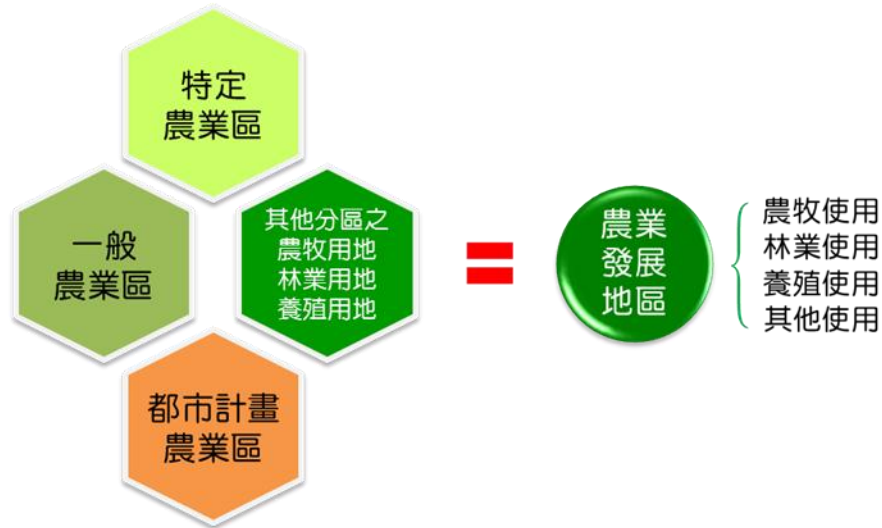 特定
農業區
一般
農業區
其他分區之
農牧用地
林業用地
養殖用地
都市計畫
農業區
=
農業
發展
地區
農牧使用
林業使用
養殖使用
其他使用